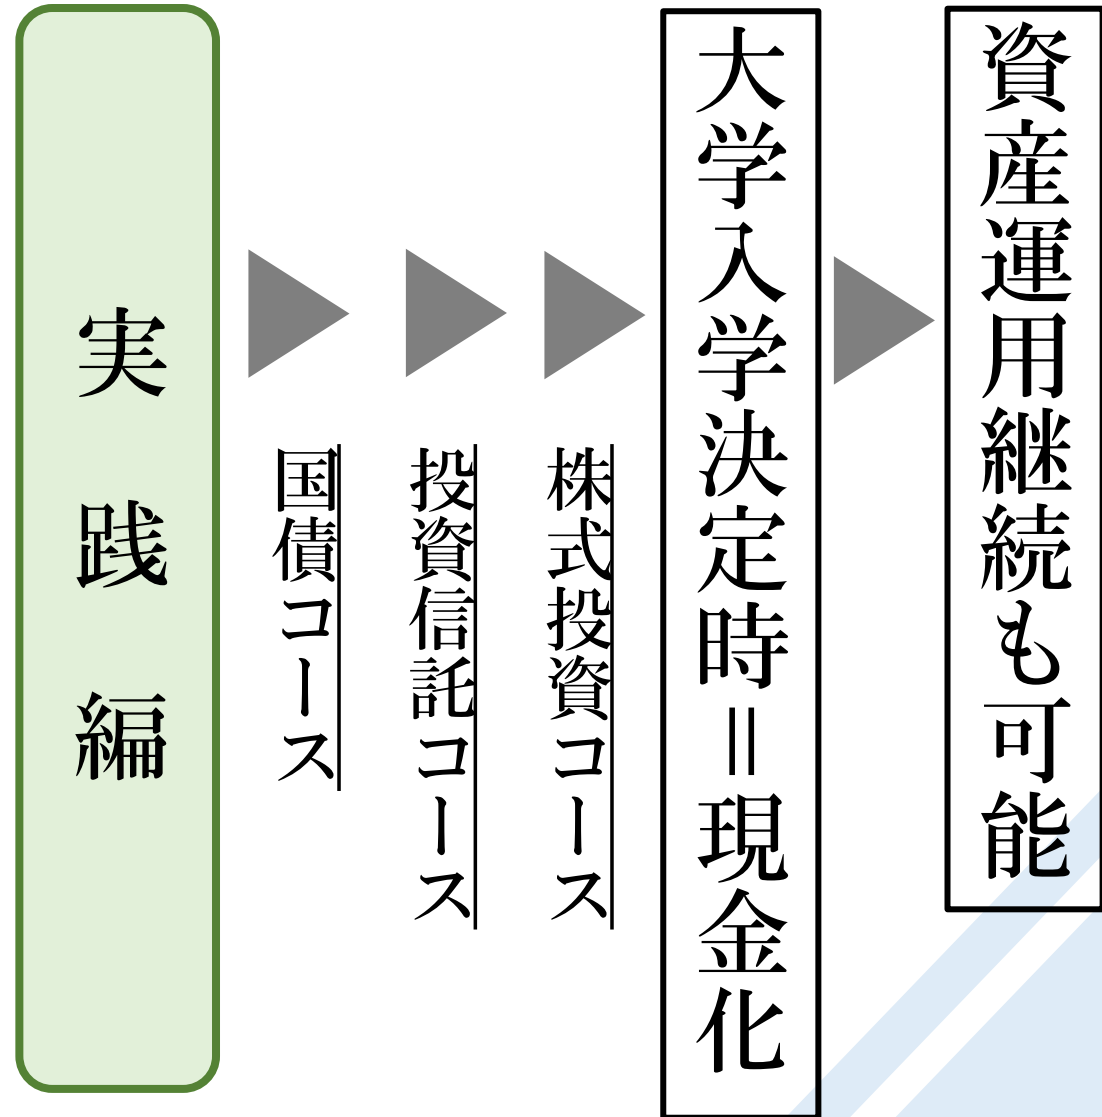 実践編
国債コース
投資信託コース
株式投資コース
大学入学決定時＝現金化
資産運用継続も可能